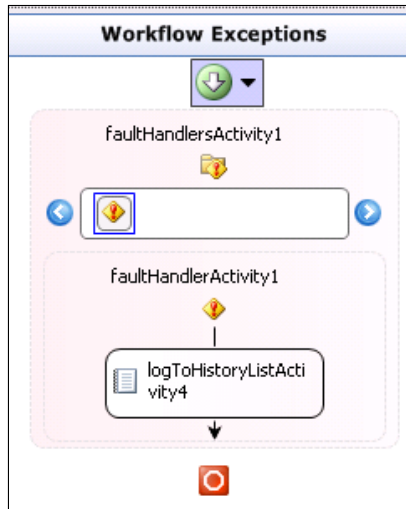 Workflow Exceptions
faultHandlersActivity1
faultHandlerActivity1
logToHistoryListActi
vity4